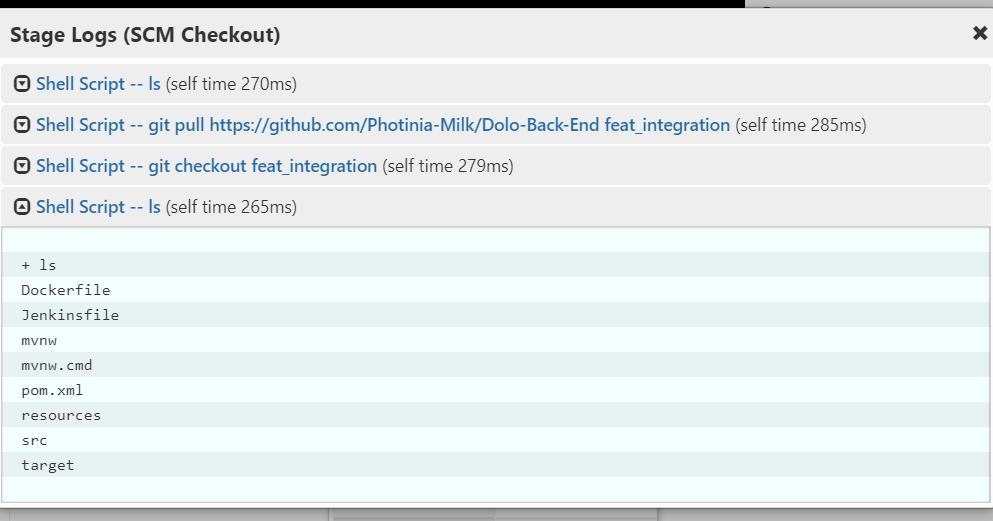 Stage Logs (SCM Checkout)
Shell Script -- ls (self time 270ms)
Shell Script -- git pull https://github.com/Photinia-Milk/Dolo-Back-End feat_integration (self time 285ms)
Shell Script -- git checkout feat_integration (self time 279ms)
Shell Script -- ls (self time 265ms)
+ ls
Dockerfile
Jenkinsfile
mvnw
mvnw.cmd
pom.xml
resources
src
target